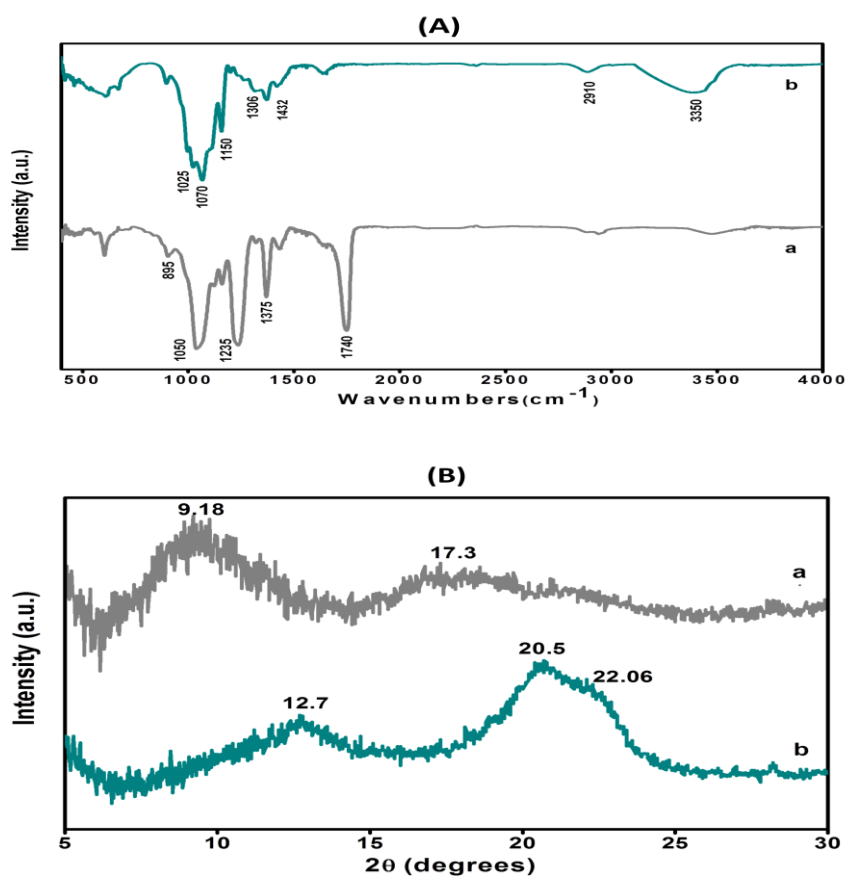 (A)
Intensity (a.u.)
b
1025
1070
1150
1306
1432
2910
3350
a
895
1050
1235
1375
1740
500 1000 1500 2000 2500 3000 3500 4000
Wavenumbers(cm⁻¹)
(B)
Intensity (a.u.)
9.18
17.3
a
20.5
22.06
12.7
b
5 10 15 20 25 30
2θ (degrees)